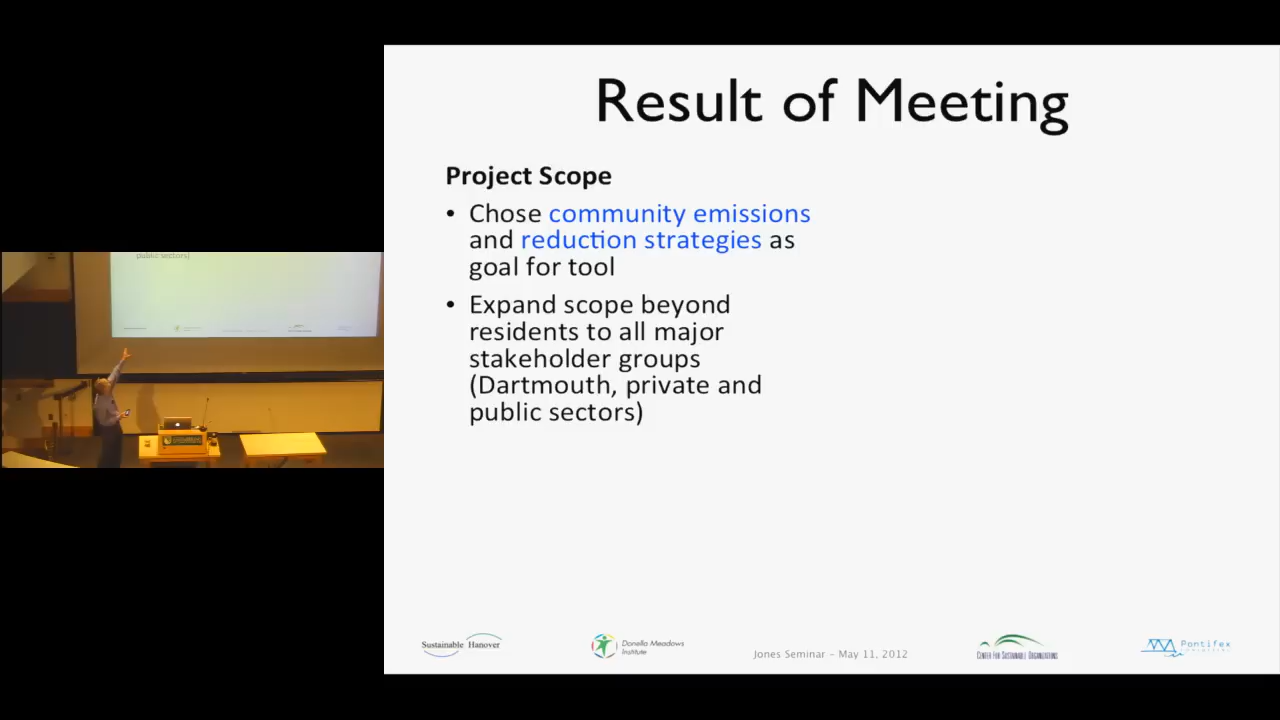 Result of Meeting
Project Scope
• Chose community emissions
and reduction strategies as
goal for tool
• Expand scope beyond
residents to all major
stakeholder groups
(Dartmouth, private and
public sectors)
public sectors)
Sustainable Hanover
Donella Meadows
Institute
Jones Seminar – May 11, 2012
Center for Sustainable Organizations
Pontifex